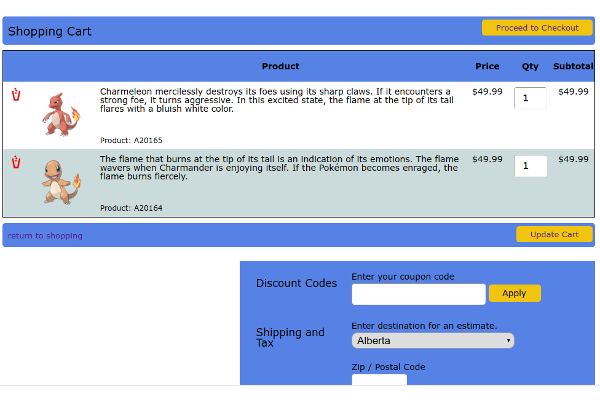 Shopping Cart
Proceed to Checkout
Product Price Qty Subtotal
Charmeleon mercilessly destroys its foes using its sharp claws. If it encounters a
strong foe, it turns aggressive. In this excited state, the flame at the tip of its tail
flares with a bluish white color.
$49.99 1 $49.99
Product: A20165
The flame that burns at the tip of its tail is an indication of its emotions. The flame
wavers when Charmander is enjoying itself. If the Pokémon becomes enraged, the
flame burns fiercely.
$49.99 1 $49.99
Product: A20164
return to shopping
Update Cart
Discount Codes
Enter your coupon code
Apply
Shipping and
Tax
Enter destination for an estimate.
Alberta
Zip / Postal Code